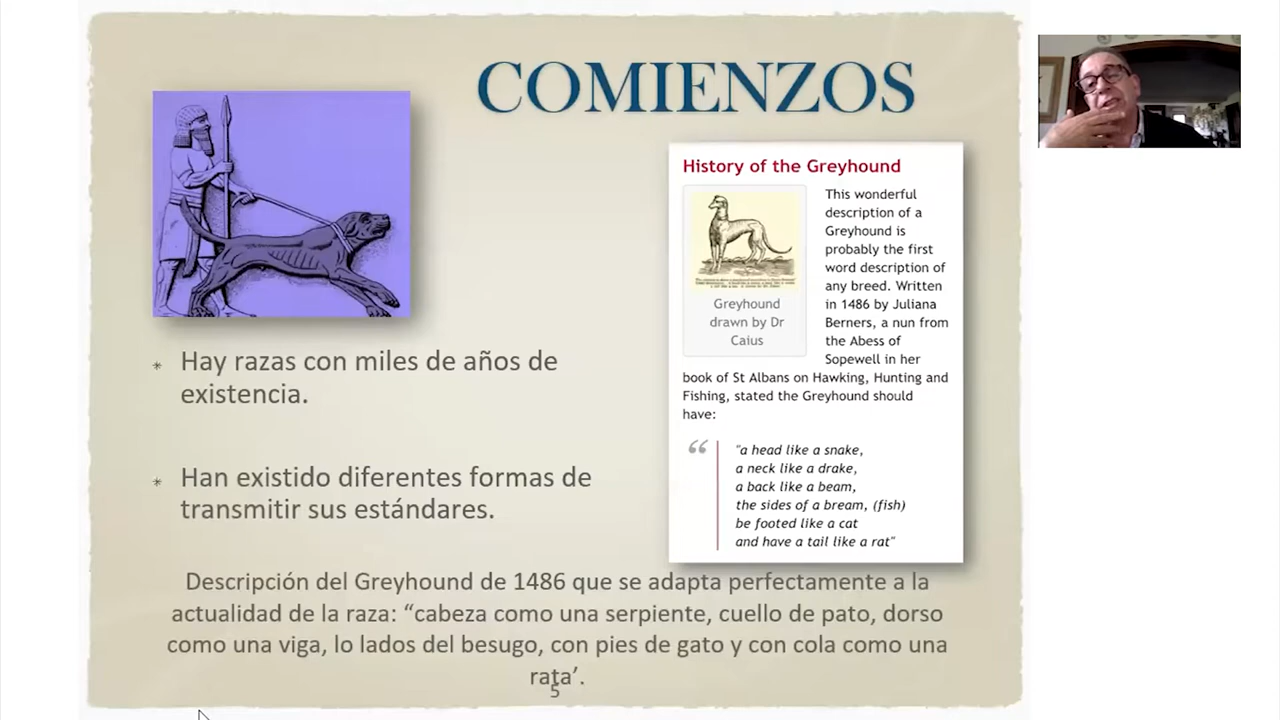 COMIENZOS
History of the Greyhound
This wonderful
description of a
Greyhound is
probably the first
word description of
any breed. Written
in 1486 by Juliana
Berners, a nun from
the Abess of
Sopewell in her
book of St Albans on Hawking, Hunting and
Fishing, stated the Greyhound should
have:
Greyhound
drawn by Dr
Caius
"a head like a snake,
a neck like a drake,
a back like a beam,
the sides of a bream, (fish)
be footed like a cat
and have a tail like a rat"
Hay razas con miles de años de
existencia.
Han existido diferentes formas de
transmitir sus estándares.
Descripción del Greyhound de 1486 que se adapta perfectamente a la
actualidad de la raza: “cabeza como una serpiente, cuello de pato, dorso
como una viga, lo lados del besugo, con pies de gato y con cola como una
rata’.
5